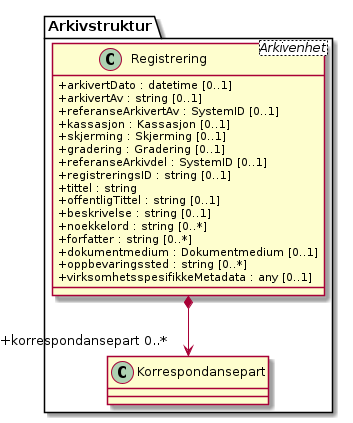 Arkivstruktur
Arkivenhet
C Registrering
+arkivertDato : datetime [0..1]
+arkivertAv : string [0..1]
+referanseArkivertAv : SystemID [0..1]
+kassasjon : Kassasjon [0..1]
+skjerming : Skjerming [0..1]
+gradering : Gradering [0..1]
+referanseArkivdel : SystemID [0..1]
+registreringsID : string [0..1]
+tittel : string
+offentligTittel : string [0..1]
+beskrivelse : string [0..1]
+noekkelord : string [0..*]
+forfatter : string [0..*]
+dokumentmedium : Dokumentmedium [0..1]
+oppbevaringssted : string [0..*]
+virksomhetsspesifikkeMetadata : any [0..1]
+korrespondansepart 0..*
C Korrespondansepart